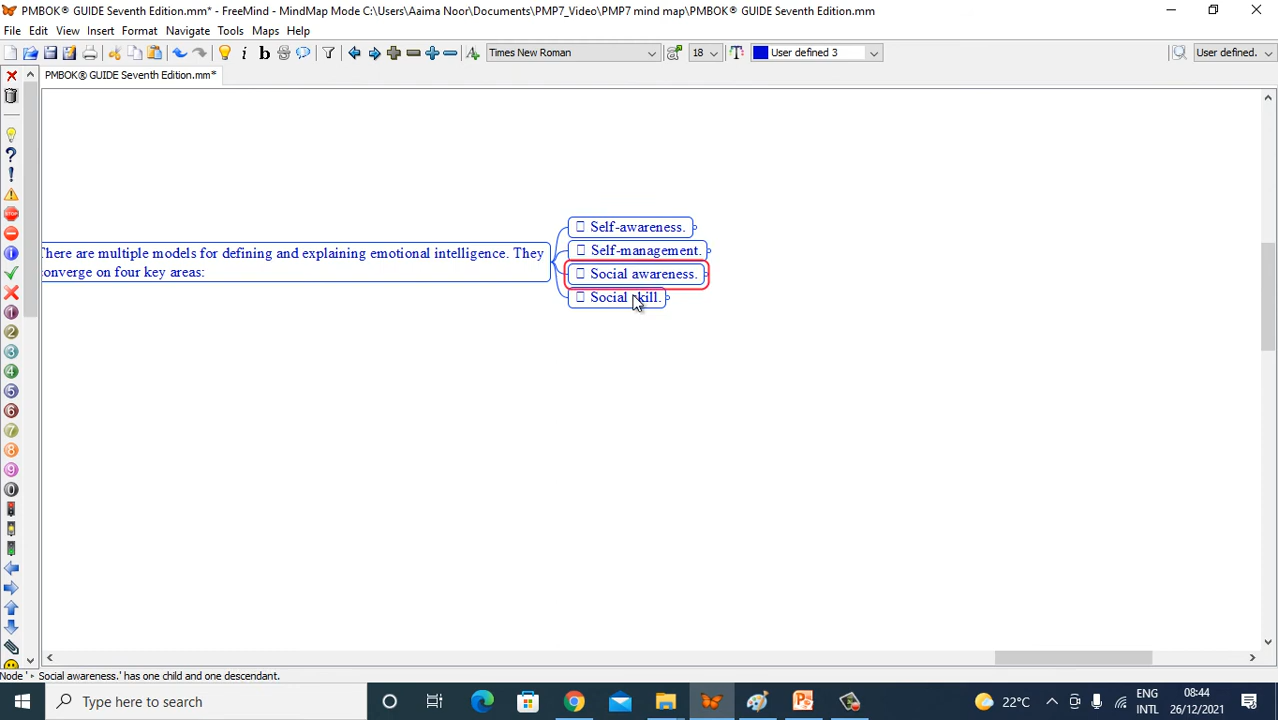 PMBOK® GUIDE Seventh Edition.mm* - FreeMind - MindMap Mode C:\Users\Aaima Noor\Documents\PMP7_Video\PMP7 mind map\PMBOK® GUIDE Seventh Edition.mm
File Edit View Insert Format Navigate Tools Maps Help
Times New Roman 18 User defined 3 User defined.
PMBOK® GUIDE Seventh Edition.mm*
Self-awareness.
There are multiple models for defining and explaining emotional intelligence. They
converge on four key areas:
Self-management.
Social awareness.
Social skill.
Node '‣ Social awareness.' has one child and one descendant.
Type here to search
22°C
ENG
INTL
08:44
26/12/2021